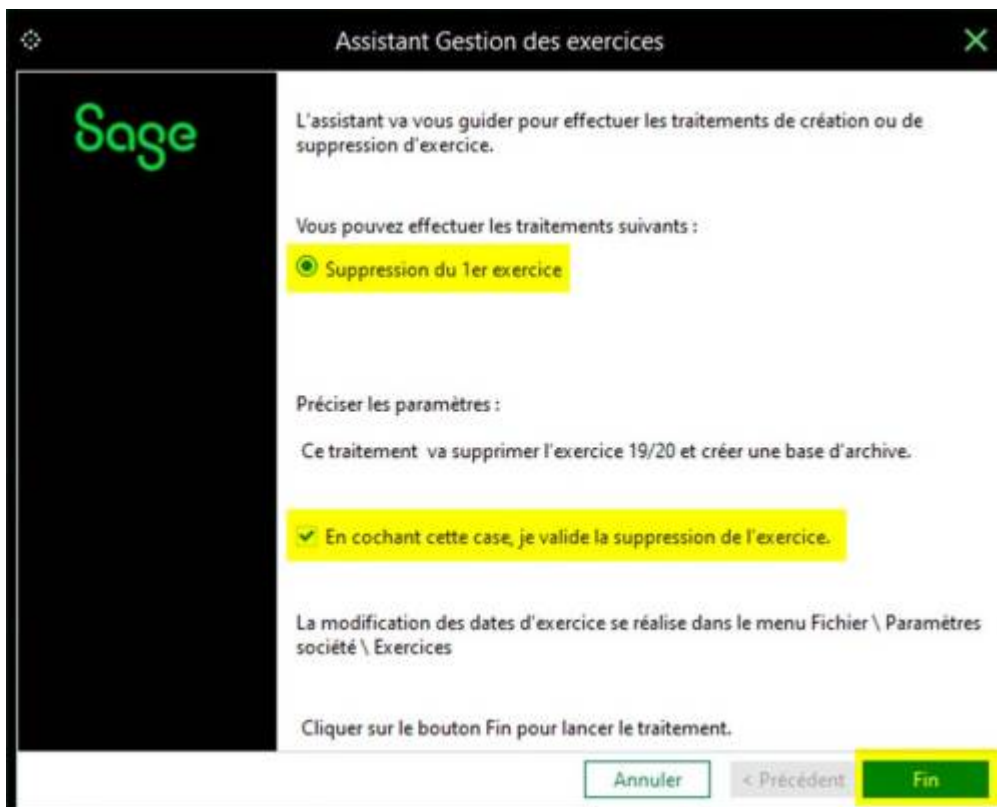 Assistant Gestion des exercices
Sage
L'assistant va vous guider pour effectuer les traitements de création ou de
suppression d'exercice.
Vous pouvez effectuer les traitements suivants :
Suppression du 1er exercice
Préciser les paramètres :
Ce traitement va supprimer l'exercice 19/20 et créer une base d'archive.
En cochant cette case, je valide la suppression de l'exercice.
La modification des dates d'exercice se réalise dans le menu Fichier \ Paramètres
société \ Exercices
Cliquer sur le bouton Fin pour lancer le traitement.
Annuler
< Précédent
Fin